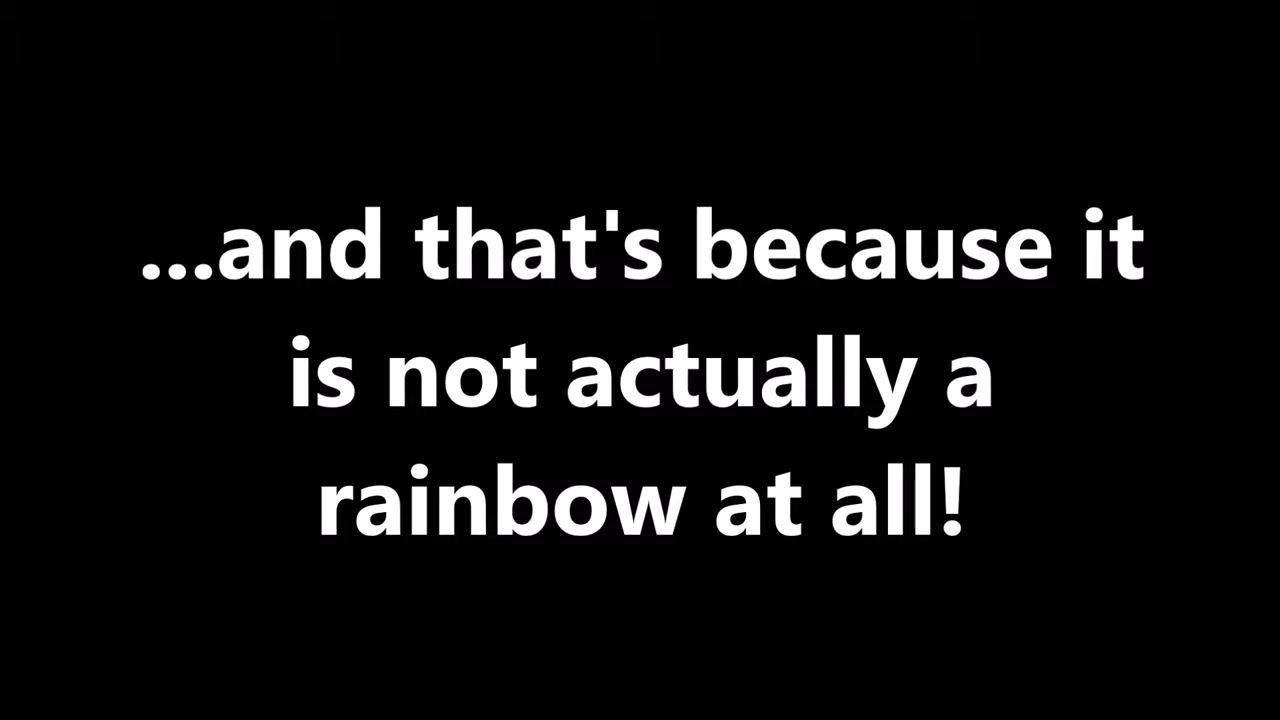 ...and that's because it
is not actually a
rainbow at all!